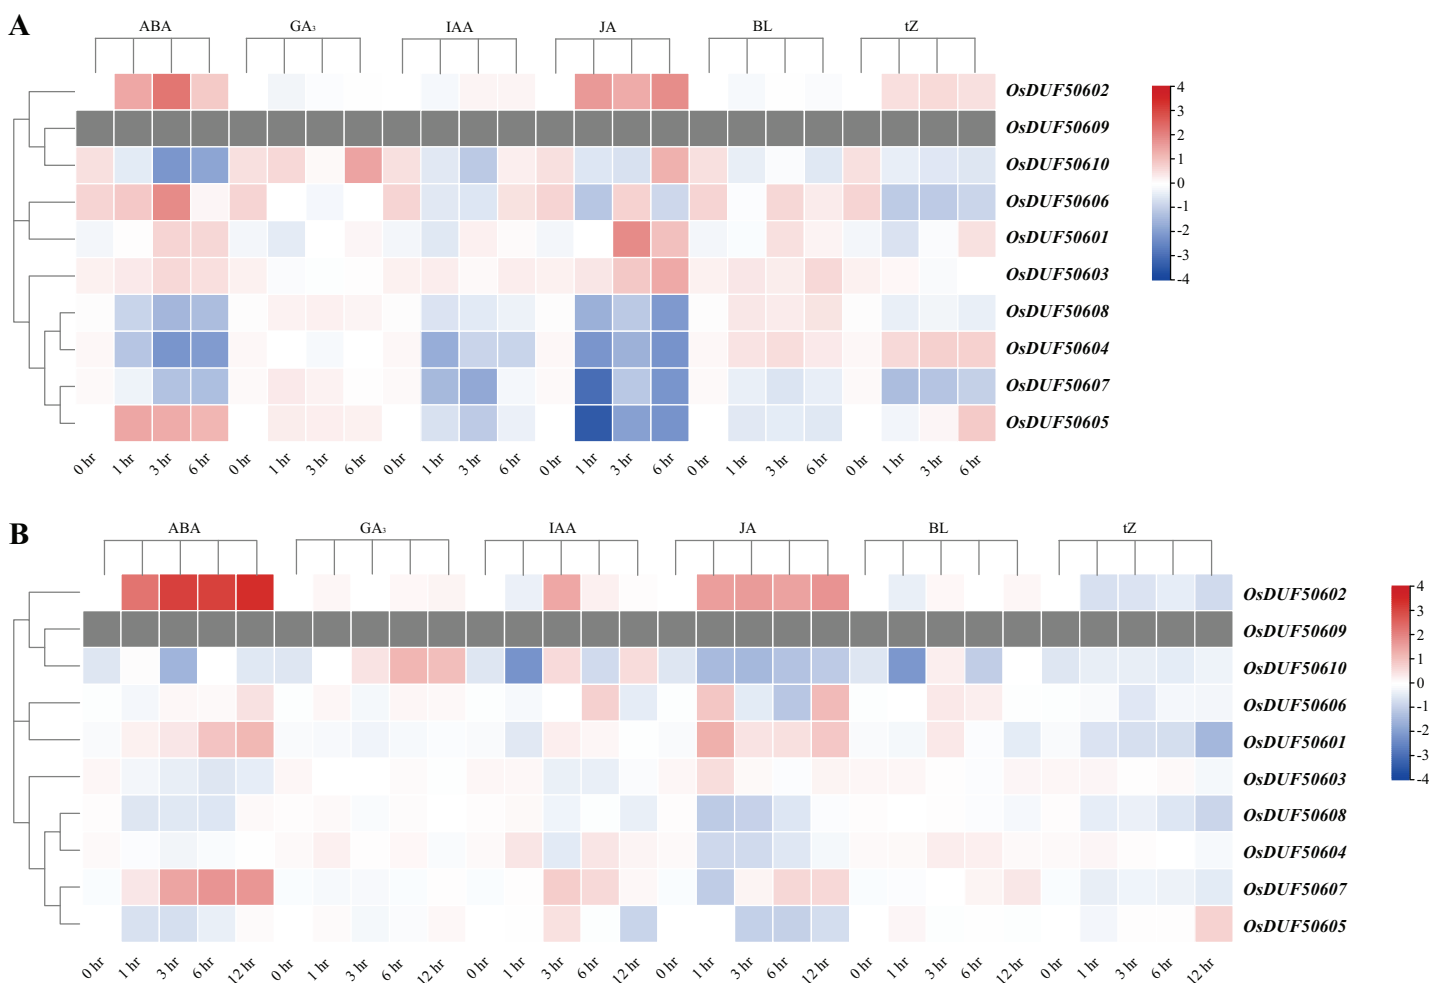 A
ABA GA₃ IAA JA BL tZ
OsDUF50602
OsDUF50609
OsDUF50610
OsDUF50606
OsDUF50601
OsDUF50603
OsDUF50608
OsDUF50604
OsDUF50607
OsDUF50605
4
3
2
1
0
-1
-2
-3
-4
0 hr 1 hr 3 hr 6 hr 0 hr 1 hr 3 hr 6 hr 0 hr 1 hr 3 hr 6 hr 0 hr 1 hr 3 hr 6 hr 0 hr 1 hr 3 hr 6 hr 0 hr 1 hr 3 hr 6 hr
B
ABA GA₃ IAA JA BL tZ
OsDUF50602
OsDUF50609
OsDUF50610
OsDUF50606
OsDUF50601
OsDUF50603
OsDUF50608
OsDUF50604
OsDUF50607
OsDUF50605
4
3
2
1
0
-1
-2
-3
-4
0 hr 1 hr 3 hr 6 hr 12 hr 0 hr 1 hr 3 hr 6 hr 12 hr 0 hr 1 hr 3 hr 6 hr 12 hr 0 hr 1 hr 3 hr 6 hr 12 hr 0 hr 1 hr 3 hr 6 hr 12 hr 0 hr 1 hr 3 hr 6 hr 12 hr